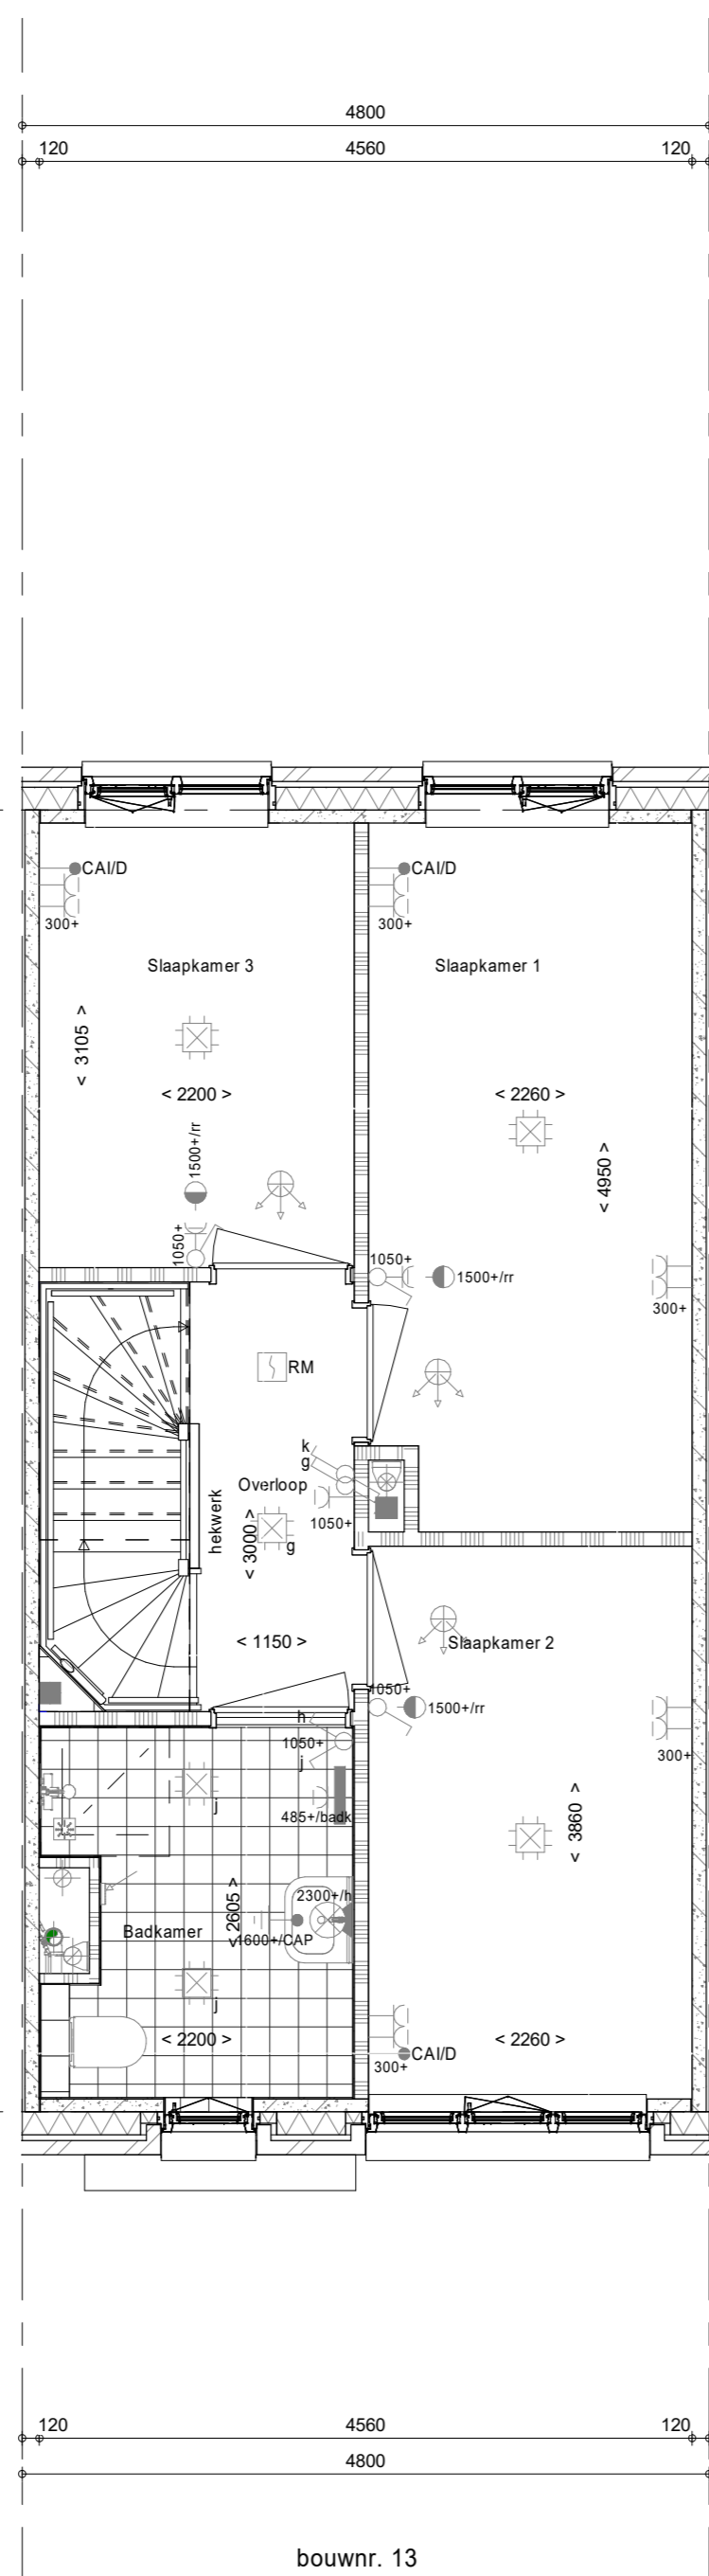 4800
120 4560 120
CAI/D CAI/D
300+ 300+
Slaapkamer 3 Slaapkamer 1
< 3105 >
< 2200 > < 2260 >
1500+/rr
< 4950 >
1050+
1050+
1500+/rr
300+
RM
k
g
Overloop
hekwerk
< 3000 >
1050+
g
< 1150 >
Slaapkamer 2
1050+
1500+/rr
h
1050+
j
300+
j
485+/badk
< 3860 >
2300+/h
< 2605 >
Badkamer
1600+/CAP
j
< 2200 > < 2260 >
CAI/D
300+
120 4560 120
4800
bouwnr. 13